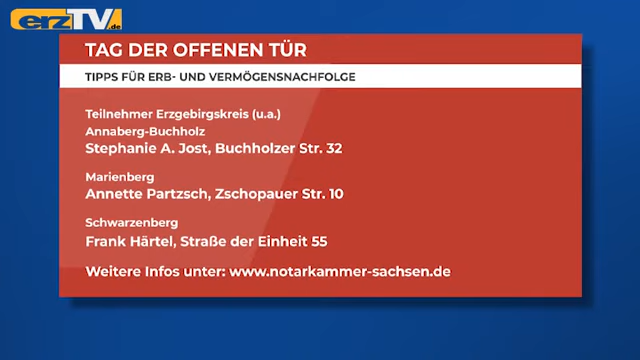 erzTV.de
TAG DER OFFENEN TÜR
TIPPS FÜR ERB- UND VERMÖGENSNACHFOLGE
Teilnehmer Erzgebirgskreis (u.a.)
Annaberg-Buchholz
Stephanie A. Jost, Buchholzer Str. 32
Marienberg
Annette Partzsch, Zschopauer Str. 10
Schwarzenberg
Frank Härtel, Straße der Einheit 55
Weitere Infos unter: www.notarkammer-sachsen.de